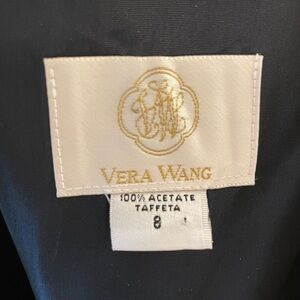 VERA WANG
100% ACETATE
TAFFETA
8